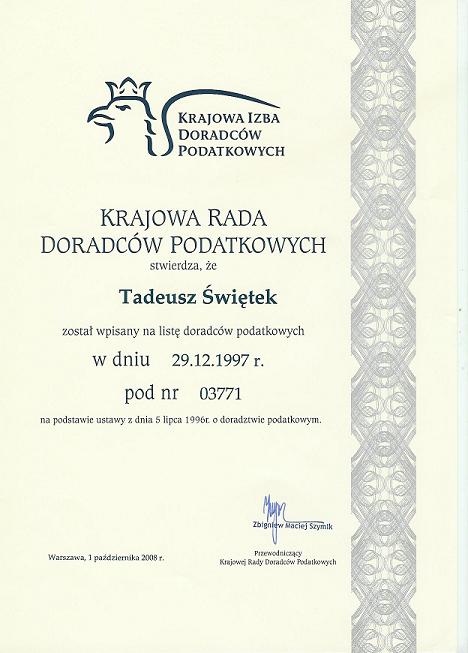 KRAJOWA IZBA
DORADCÓW
PODATKOWYCH
KRAJOWA RADA
DORADCÓW PODATKOWYCH
stwierdza, że
Tadeusz Świętek
został wpisany na listę doradców podatkowych
w dniu 29.12.1997 r.
pod nr 03771
na podstawie ustawy z dnia 5 lipca 1996r. o doradztwie podatkowym.
Zbigniew Maciej Szymik
Warszawa, 1 października 2008 r.
Przewodniczący
Krajowej Rady Doradców Podatkowych